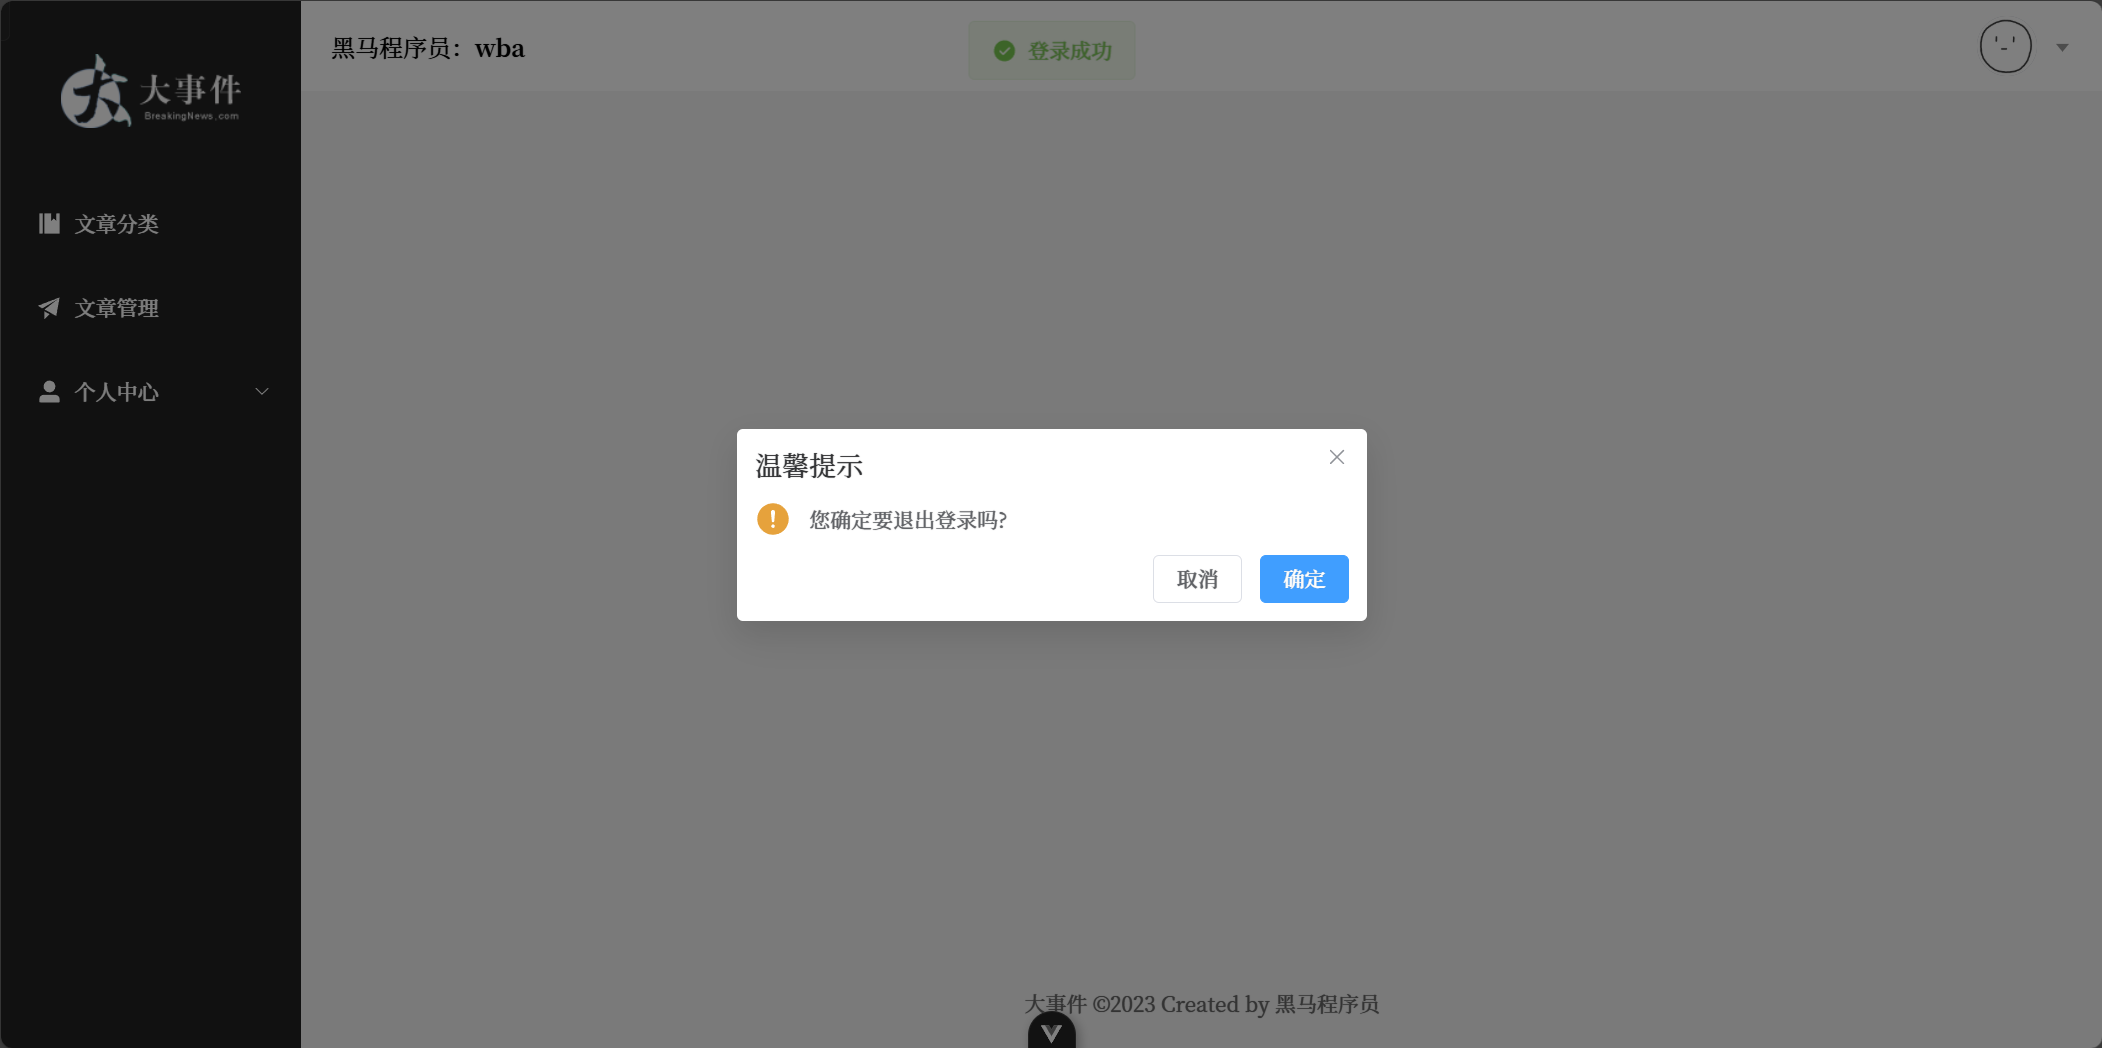 大事件
BreakingNews.com
文章分类
文章管理
个人中心
黑马程序员：wba
登录成功
温馨提示
您确定要退出登录吗?
取消
确定
大事件 ©2023 Created by 黑马程序员